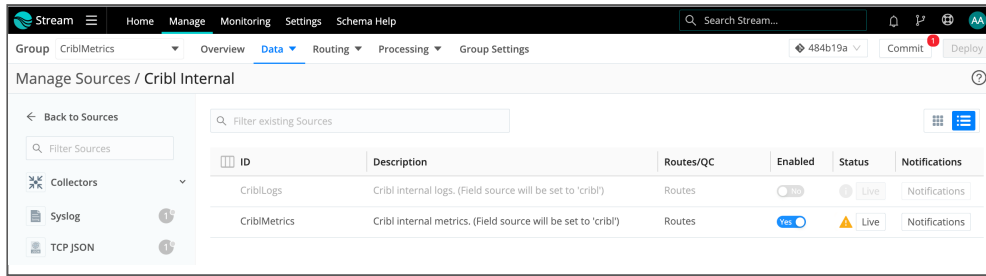 Stream Home Manage Monitoring Settings Schema Help Search Stream... AA
Group CriblMetrics Overview Data Routing Processing Group Settings 484b19a Commit 1 Deploy
Manage Sources / Cribl Internal
Back to Sources Filter existing Sources
Filter Sources
ID Description Routes/QC Enabled Status Notifications
Collectors CriblLogs Cribl internal logs. (Field source will be set to 'cribl') Routes No Live Notifications
Syslog 1 CriblMetrics Cribl internal metrics. (Field source will be set to 'cribl') Routes Yes Live Notifications
TCP JSON 1